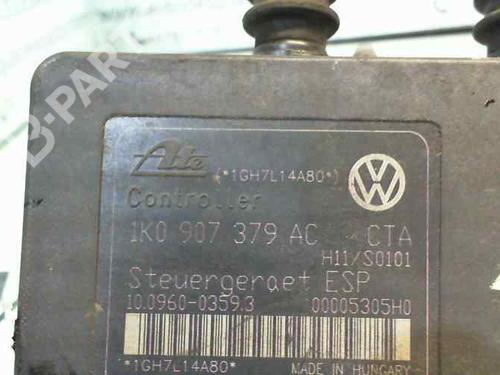 Ate (*1GH7L14A80*)
Controller
1K0 907 379 AC CTA
H11/S0101
Steuergeraet ESP
10.0960-0359.3 00005305H0
*1GH7L14A80* MADE IN HUNGARY
B-PARTS